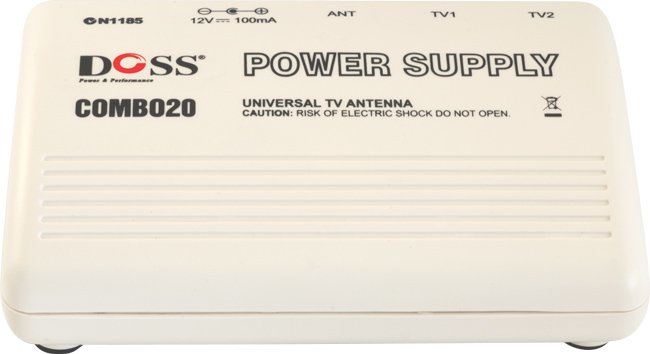 N1185
12V⎓100mA
ANT
TV1
TV2
DOSS®
Power & Performance
POWER SUPPLY
COMBO20
UNIVERSAL TV ANTENNA
CAUTION: RISK OF ELECTRIC SHOCK DO NOT OPEN.